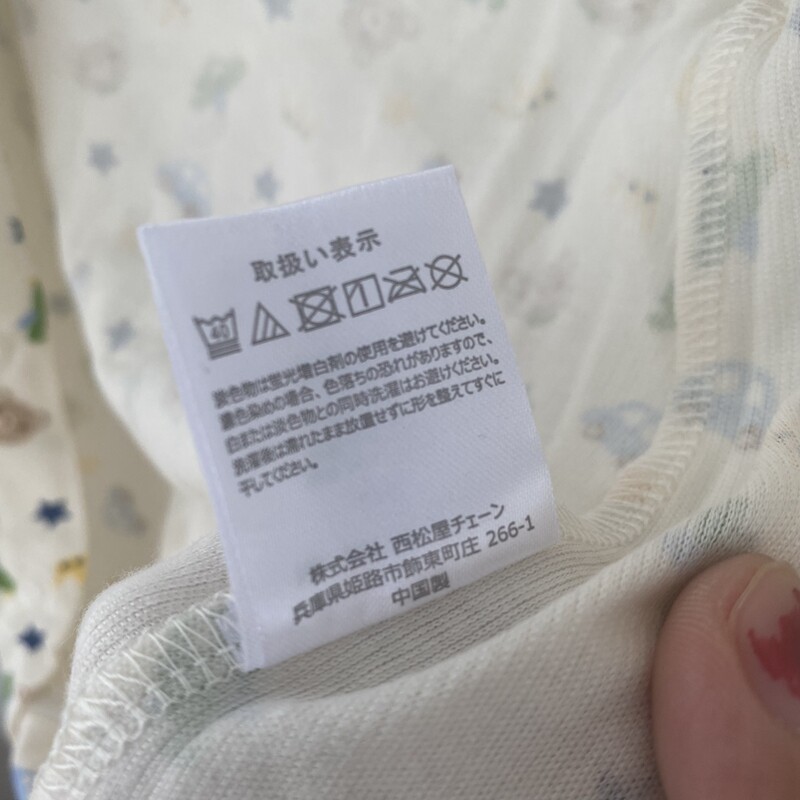 取扱い表示
40 1
淡色物は蛍光増白剤の使用を避けてください。
濃色染めの場合、色落ちの恐れがありますので、
白または淡色物との同時洗濯はお避けください。
洗濯後は濡れたまま放置せずに形を整えてすぐに
干してください。
株式会社 西松屋チェーン
兵庫県姫路市飾東町庄 266-1
中国製